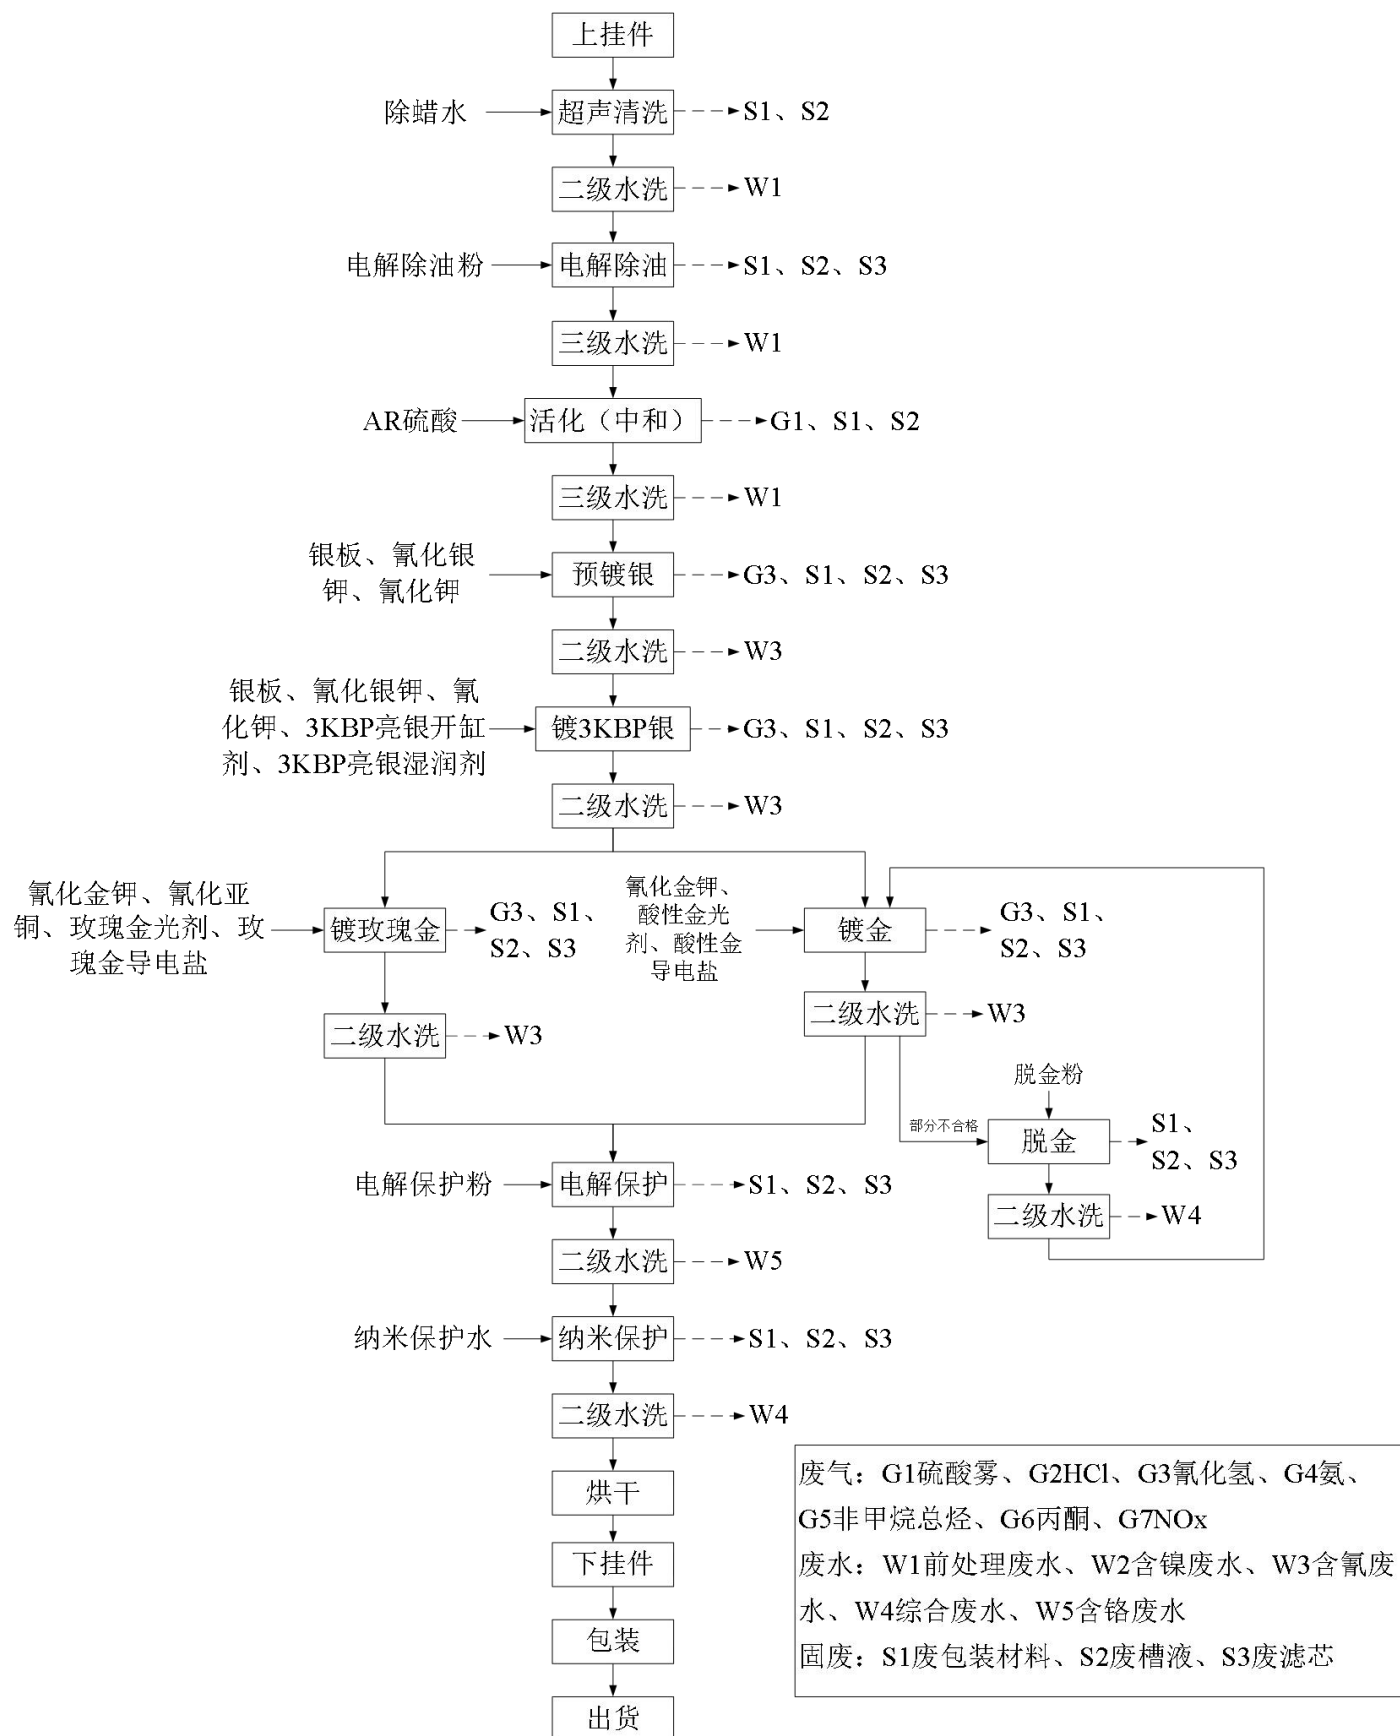 上挂件
除蜡水
超声清洗
S1、S2
二级水洗
W1
电解除油粉
电解除油
S1、S2、S3
三级水洗
W1
AR硫酸
活化（中和）
G1、S1、S2
三级水洗
W1
银板、氰化银
钾、氰化钾
预镀银
G3、S1、S2、S3
二级水洗
W3
银板、氰化银钾、氰
化钾、3KBP亮银开缸
剂、3KBP亮银湿润剂
镀3KBP银
G3、S1、S2、S3
二级水洗
W3
氰化金钾、氰化亚
铜、玫瑰金光剂、玫
瑰金导电盐
镀玫瑰金
G3、S1、
S2、S3
氰化金钾、
酸性金光
剂、酸性金
导电盐
镀金
G3、S1、
S2、S3
二级水洗
W3
二级水洗
W3
脱金粉
部分不合格
脱金
S1、
S2、S3
二级水洗
W4
电解保护粉
电解保护
S1、S2、S3
二级水洗
W5
纳米保护水
纳米保护
S1、S2、S3
二级水洗
W4
烘干
下挂件
包装
出货
废气：G1硫酸雾、G2HCl、G3氰化氢、G4氨、
G5非甲烷总烃、G6丙酮、G7NOx
废水：W1前处理废水、W2含镍废水、W3含氰废
水、W4综合废水、W5含铬废水
固废：S1废包装材料、S2废槽液、S3废滤芯